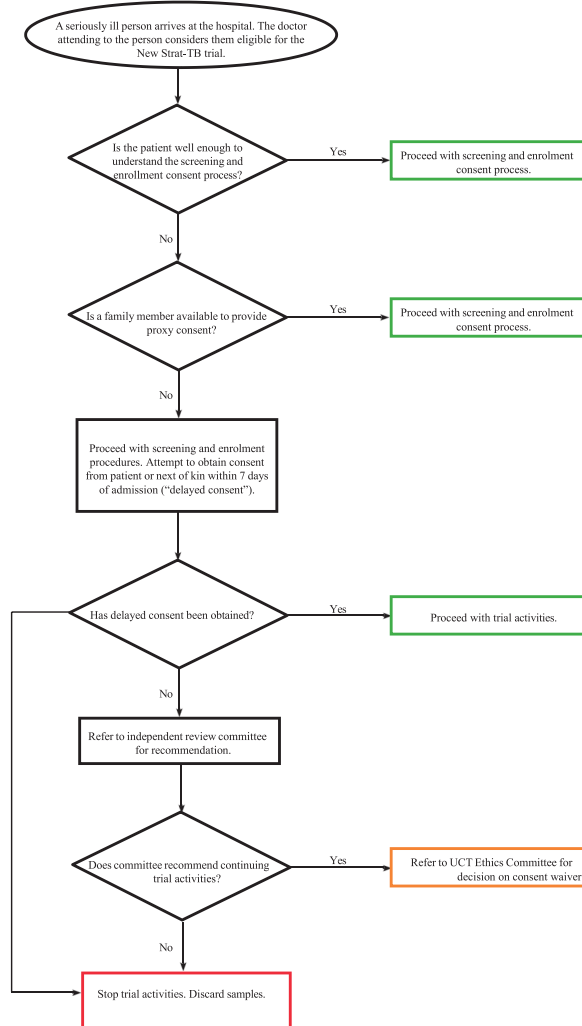 A seriously ill person arrives at the hospital. The doctor
attending to the person considers them eligible for the
New Strat-TB trial.
Is the patient well enough to
understand the screening and
enrollment consent process?
Yes
Proceed with screening and enrolment
consent process.
No
Is a family member available to provide
proxy consent?
Yes
Proceed with screening and enrolment
consent process.
No
Proceed with screening and enrolment
procedures. Attempt to obtain consent
from patient or next of kin within 7 days
of admission (“delayed consent”).
Has delayed consent been obtained?
Yes
Proceed with trial activities.
No
Refer to independent review committee
for recommendation.
Does committee recommend continuing
trial activities?
Yes
Refer to UCT Ethics Committee for
decision on consent waiver
No
Stop trial activities. Discard samples.